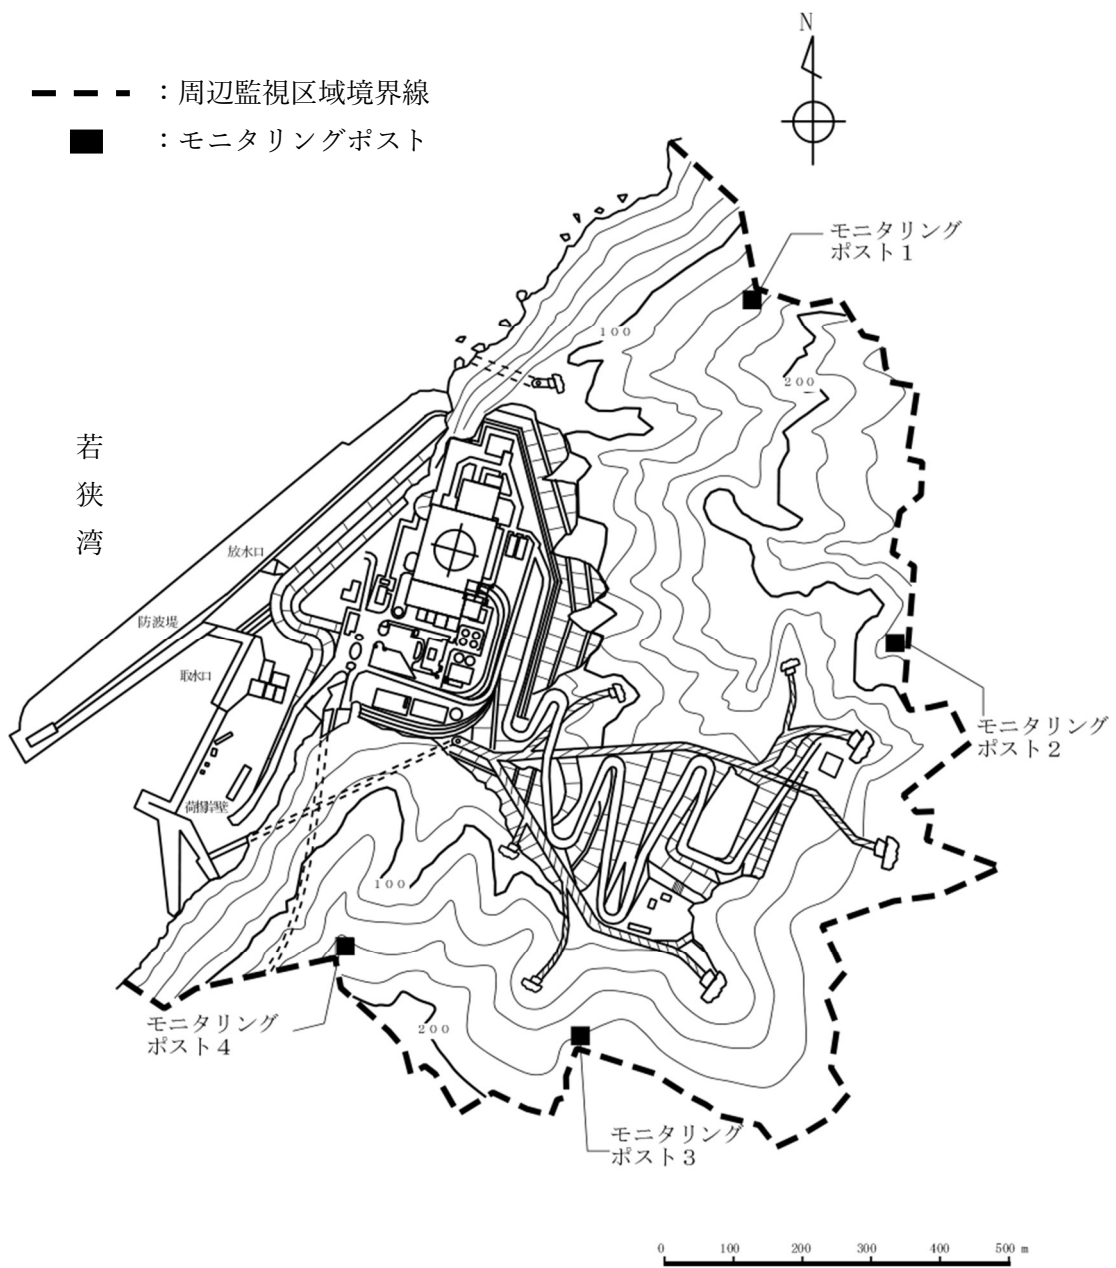 N
：周辺監視区域境界線
：モニタリングポスト
モニタリング
ポスト１
100
200
若狭湾
放水口
防波堤
取水口
荷揚岸壁
モニタリング
ポスト２
100
モニタリング
ポスト４
200
モニタリング
ポスト３
0 100 200 300 400 500 m